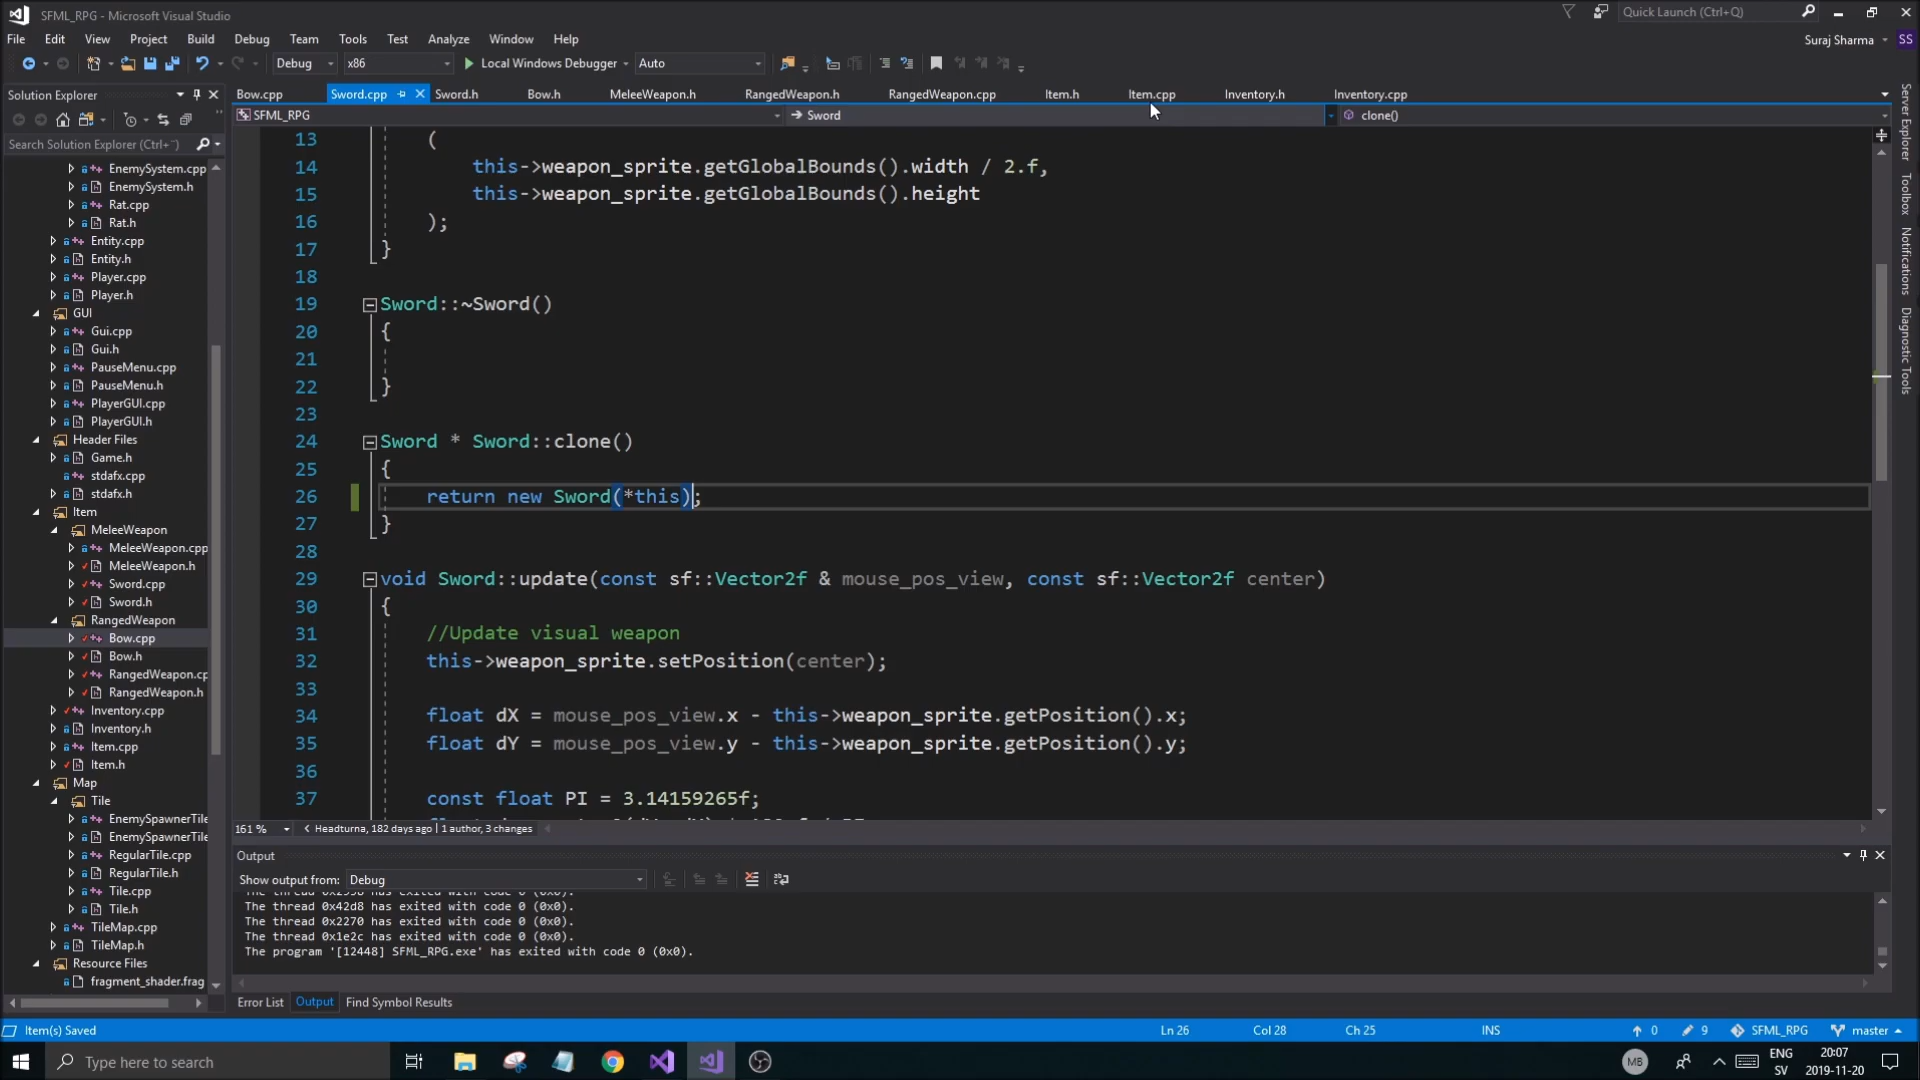 SFML_RPG - Microsoft Visual Studio
Quick Launch (Ctrl+Q)
File Edit View Project Build Debug Team Tools Test Analyze Window Help
Suraj Sharma SS
Debug x86 Local Windows Debugger Auto
Solution Explorer
Bow.cpp Sword.cpp Sword.h Bow.h MeleeWeapon.h RangedWeapon.h RangedWeapon.cpp Item.h Item.cpp Inventory.h Inventory.cpp
SFML_RPG Sword clone()
Search Solution Explorer (Ctrl+¨)
EnemySystem.cpp
EnemySystem.h
Rat.cpp
Rat.h
Entity.cpp
Entity.h
Player.cpp
Player.h
GUI
Gui.cpp
Gui.h
PauseMenu.cpp
PauseMenu.h
PlayerGUI.cpp
PlayerGUI.h
Header Files
Game.h
stdafx.cpp
stdafx.h
Item
MeleeWeapon
MeleeWeapon.cpp
MeleeWeapon.h
Sword.cpp
Sword.h
RangedWeapon
Bow.cpp
Bow.h
RangedWeapon.cp
RangedWeapon.h
Inventory.cpp
Inventory.h
Item.cpp
Item.h
Map
Tile
EnemySpawnerTile
EnemySpawnerTile
RegularTile.cpp
RegularTile.h
Tile.cpp
Tile.h
TileMap.cpp
TileMap.h
Resource Files
fragment_shader.frag
13 (
14 this->weapon_sprite.getGlobalBounds().width / 2.f,
15 this->weapon_sprite.getGlobalBounds().height
16 );
17 }
18
19 Sword::~Sword()
20 {
21
22 }
23
24 Sword * Sword::clone()
25 {
26 return new Sword(*this);
27 }
28
29 void Sword::update(const sf::Vector2f & mouse_pos_view, const sf::Vector2f center)
30 {
31 //Update visual weapon
32 this->weapon_sprite.setPosition(center);
33
34 float dX = mouse_pos_view.x - this->weapon_sprite.getPosition().x;
35 float dY = mouse_pos_view.y - this->weapon_sprite.getPosition().y;
36
37 const float PI = 3.14159265f;
161 % Headturna, 182 days ago | 1 author, 3 changes
Output
Show output from: Debug
The thread 0x42d8 has exited with code 0 (0x0).
The thread 0x2270 has exited with code 0 (0x0).
The thread 0x1e2c has exited with code 0 (0x0).
The program '[12448] SFML_RPG.exe' has exited with code 0 (0x0).
Error List Output Find Symbol Results
Server Explorer
Toolbox
Notifications
Diagnostic Tools
Item(s) Saved Ln 26 Col 28 Ch 25 INS 0 9 SFML_RPG master
Type here to search
MB
ENG
SV
20:07
2019-11-20